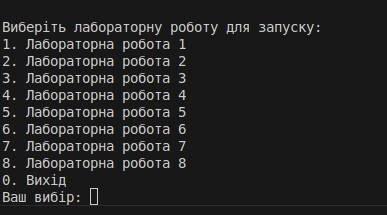 Виберіть лабораторну роботу для запуску:
1. Лабораторна робота 1
2. Лабораторна робота 2
3. Лабораторна робота 3
4. Лабораторна робота 4
5. Лабораторна робота 5
6. Лабораторна робота 6
7. Лабораторна робота 7
8. Лабораторна робота 8
0. Вихід
Ваш вибір: